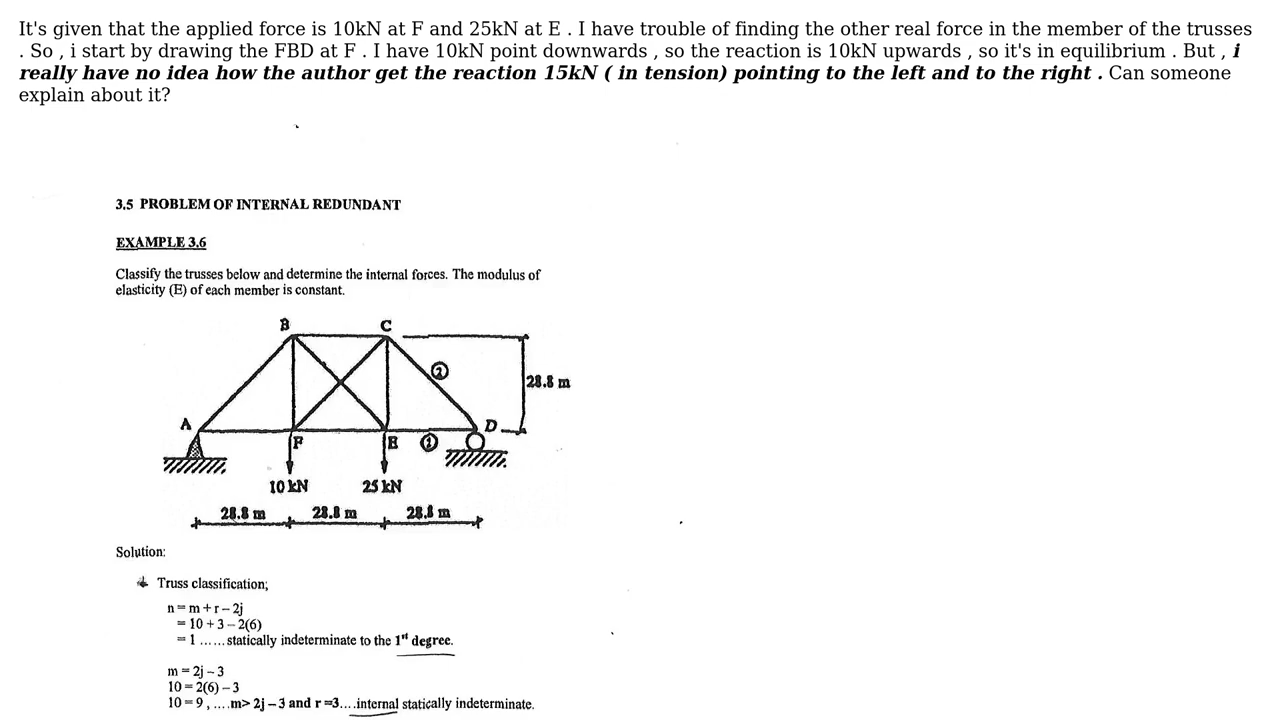 It's given that the applied force is 10kN at F and 25kN at E . I have trouble of finding the other real force in the member of the trusses
. So , i start by drawing the FBD at F . I have 10kN point downwards , so the reaction is 10kN upwards , so it's in equilibrium . But , i
really have no idea how the author get the reaction 15kN ( in tension) pointing to the left and to the right . Can someone
explain about it?
3.5 PROBLEM OF INTERNAL REDUNDANT
EXAMPLE 3.6
Classify the trusses below and determine the internal forces. The modulus of
elasticity (E) of each member is constant.
B
C
2
28.8 m
A
D
F
E
1
10 kN
25 kN
28.8 m
28.8 m
28.8 m
Solution:
Truss classification;
n = m + r – 2j
= 10 + 3 – 2(6)
= 1 ...... statically indeterminate to the 1st degree.
m = 2j – 3
10 = 2(6) – 3
10 = 9 , ....m> 2j – 3 and r =3....internal statically indeterminate.